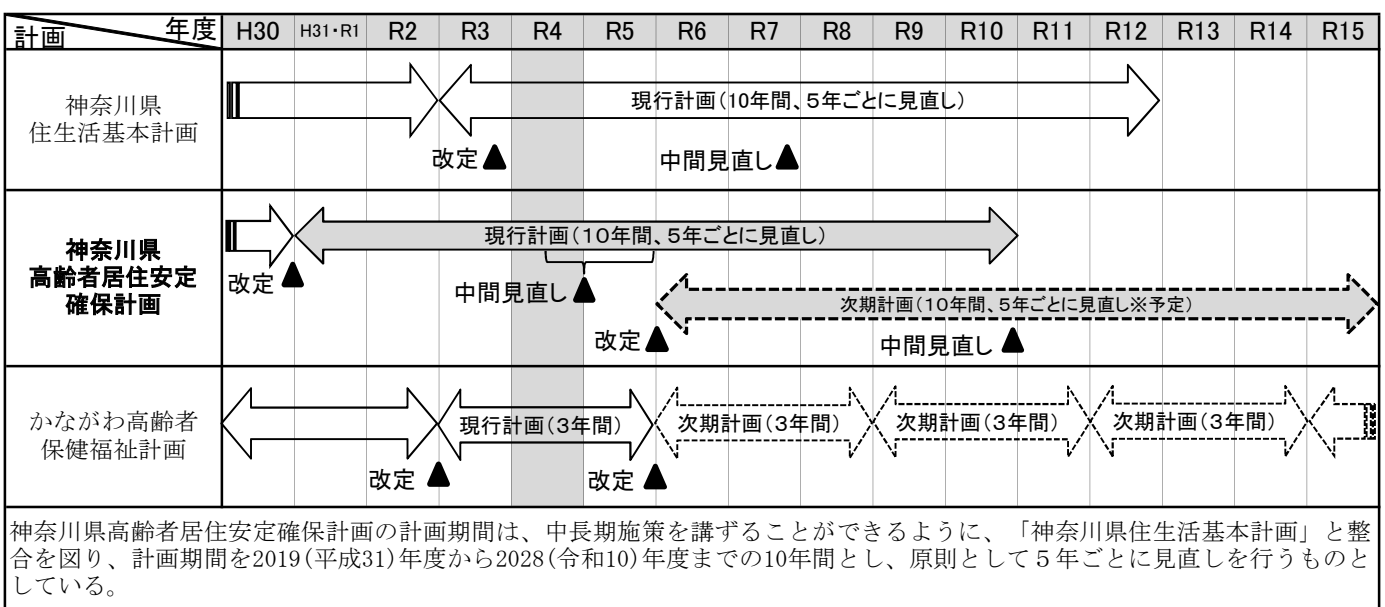 年度
計画
H30 H31・R1 R2 R3 R4 R5 R6 R7 R8 R9 R10 R11 R12 R13 R14 R15
神奈川県
住生活基本計画
現行計画(10年間、5年ごとに見直し)
改定▲
中間見直し▲
神奈川県
高齢者居住安定
確保計画
現行計画(10年間、5年ごとに見直し)
改定▲
中間見直し▲
次期計画(10年間、5年ごとに見直し※予定)
改定▲
中間見直し▲
かながわ高齢者
保健福祉計画
現行計画(3年間) 次期計画(3年間) 次期計画(3年間) 次期計画(3年間)
改定▲ 改定▲
神奈川県高齢者居住安定確保計画の計画期間は、中長期施策を講ずることができるように、「神奈川県住生活基本計画」と整
合を図り、計画期間を2019(平成31)年度から2028(令和10)年度までの10年間とし、原則として5年ごとに見直しを行うものと
している。